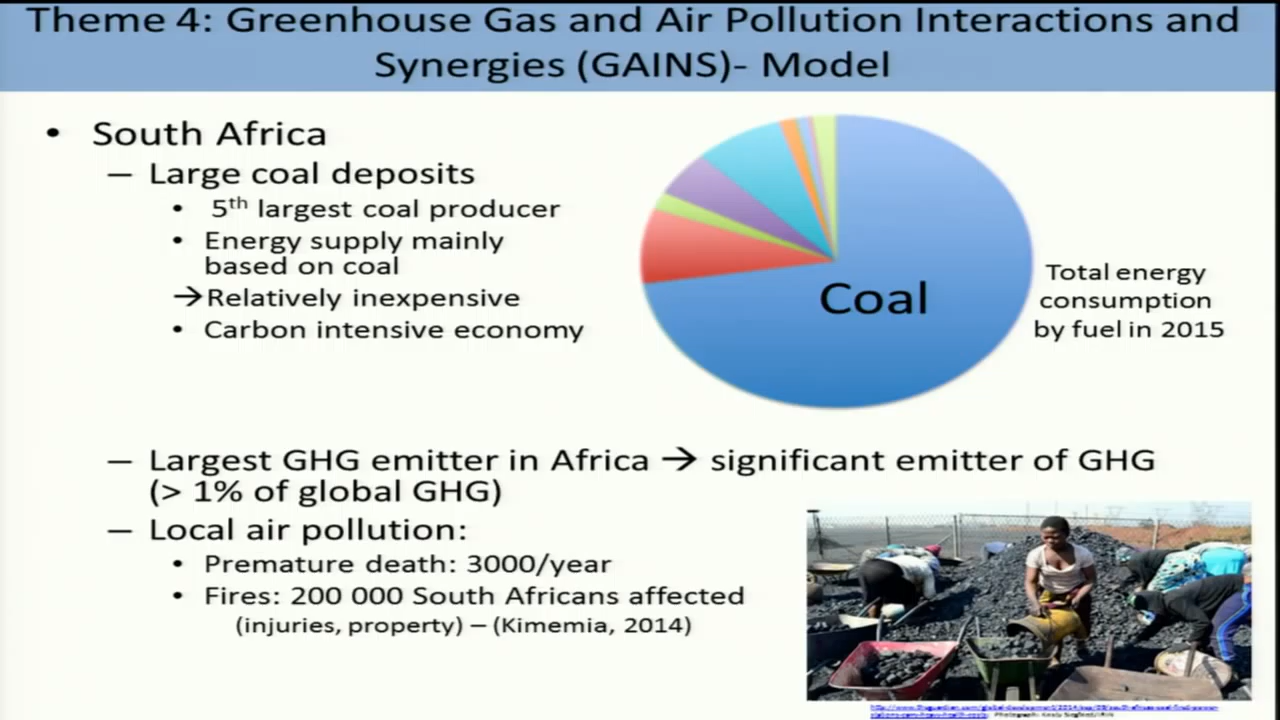 Theme 4: Greenhouse Gas and Air Pollution Interactions and
Synergies (GAINS)- Model
• South Africa
– Large coal deposits
• 5th largest coal producer
• Energy supply mainly
based on coal
→Relatively inexpensive
• Carbon intensive economy
Coal
Total energy
consumption
by fuel in 2015
– Largest GHG emitter in Africa → significant emitter of GHG
(> 1% of global GHG)
– Local air pollution:
• Premature death: 3000/year
• Fires: 200 000 South Africans affected
(injuries, property) – (Kimemia, 2014)